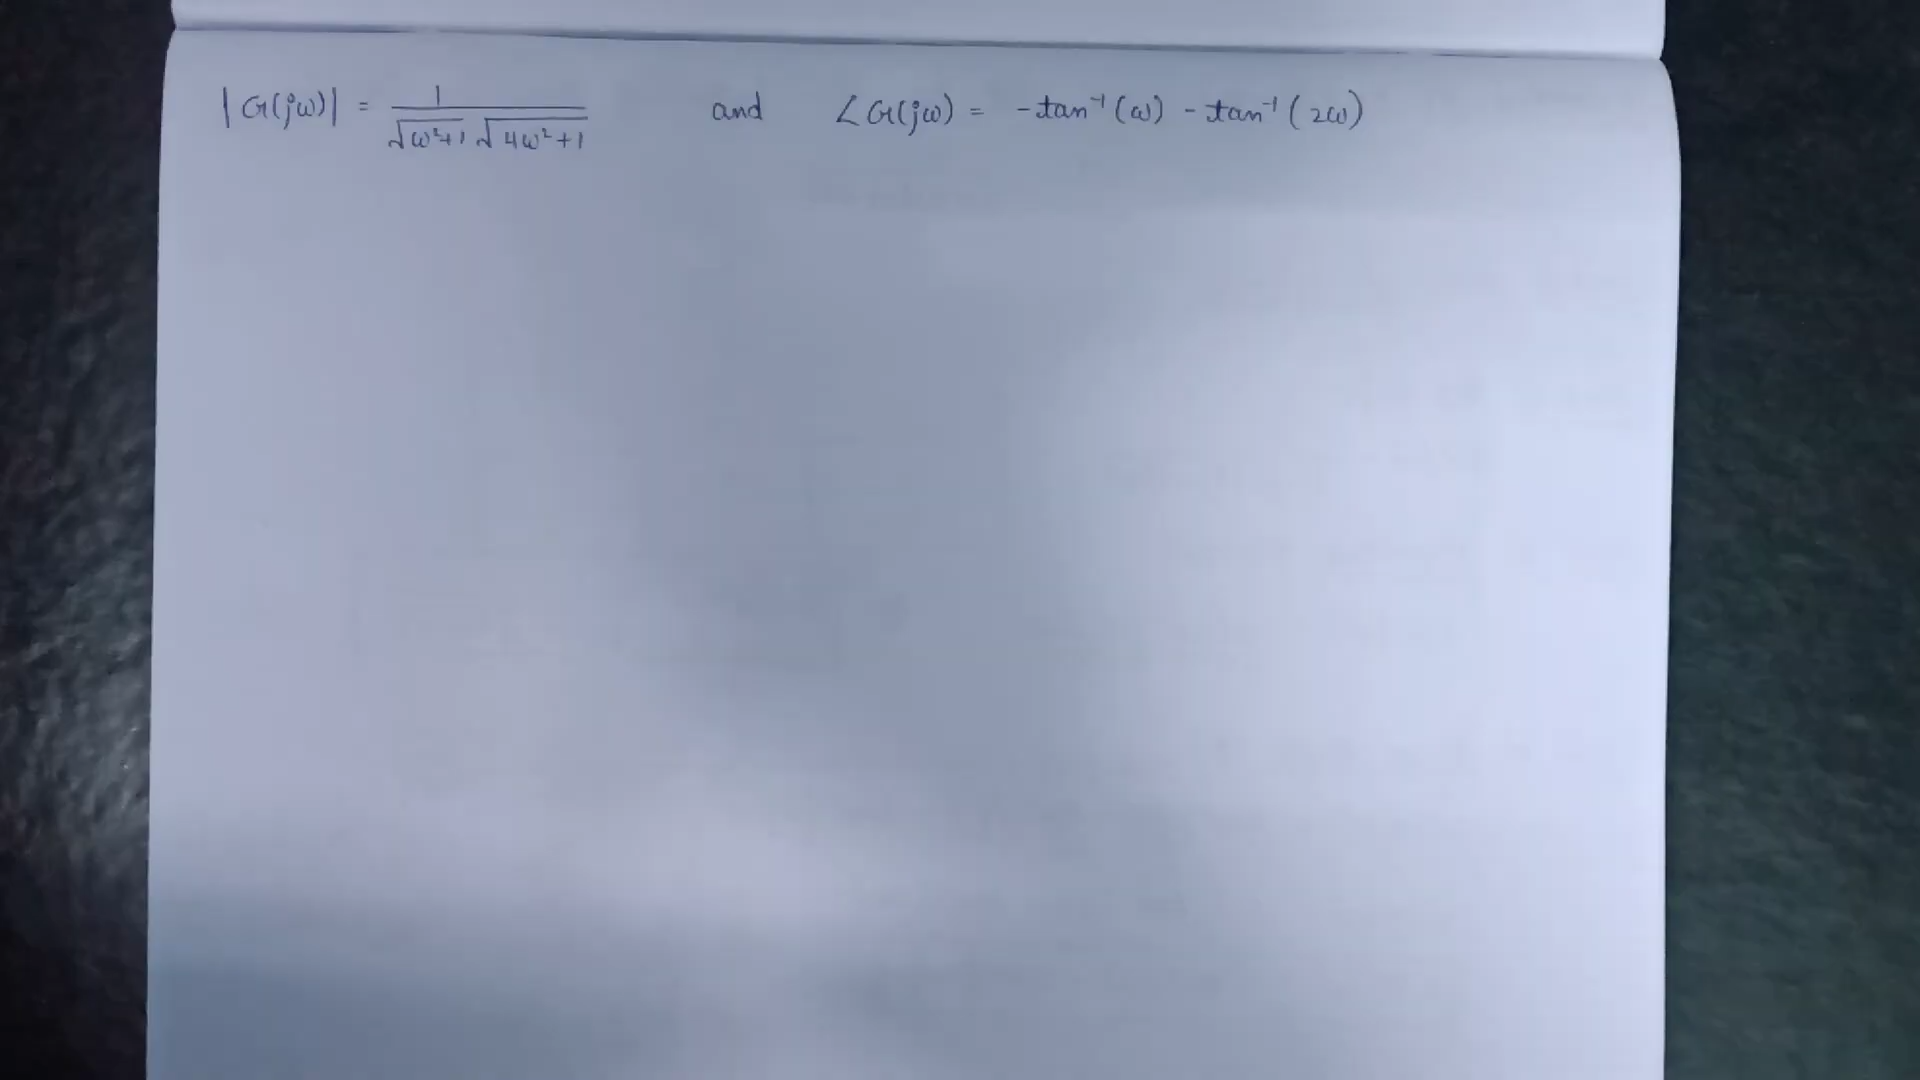 |G(jω)| = 1/(√(ω²+1) √(4ω²+1)) and ∠G(jω) = -tan⁻¹(ω) - tan⁻¹(2ω)